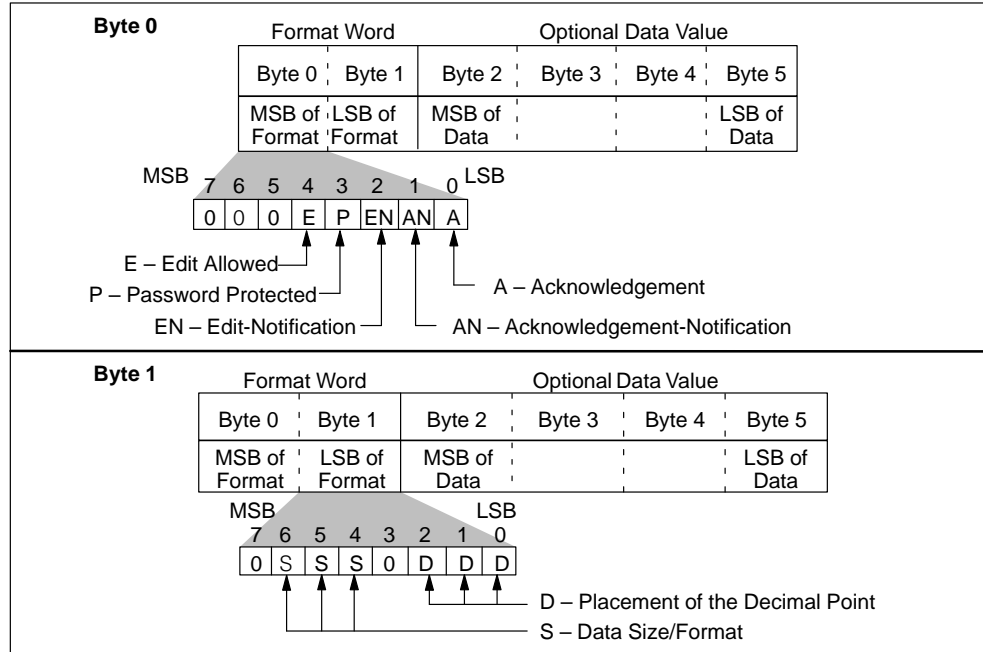 Byte 0
Format Word Optional Data Value
Byte 0 Byte 1 Byte 2 Byte 3 Byte 4 Byte 5
MSB of LSB of MSB of LSB of
Format Format Data Data
MSB 7 6 5 4 3 2 1 0 LSB
0 0 0 E P EN AN A
E – Edit Allowed
P – Password Protected
A – Acknowledgement
EN – Edit-Notification
AN – Acknowledgement-Notification
Byte 1
Format Word Optional Data Value
Byte 0 Byte 1 Byte 2 Byte 3 Byte 4 Byte 5
MSB of LSB of MSB of LSB of
Format Format Data Data
MSB LSB
7 6 5 4 3 2 1 0
0 S S S 0 D D D
D – Placement of the Decimal Point
S – Data Size/Format